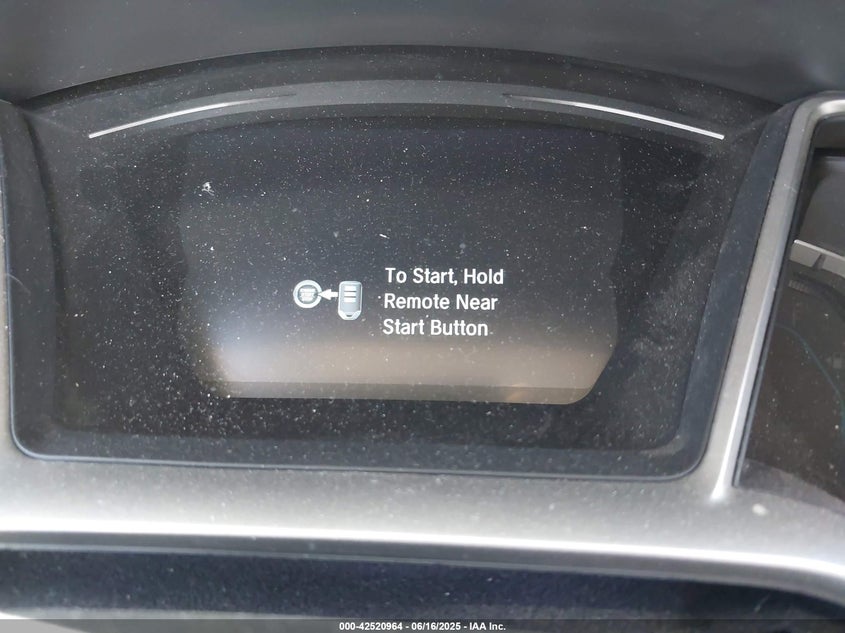 To Start, Hold
Remote Near
Start Button
000-42520964 - 06/16/2025 - IAA Inc.